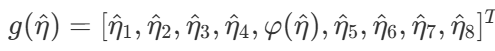 g(η̂) = [η̂₁, η̂₂, η̂₃, η̂₄, φ(η̂), η̂₅, η̂₆, η̂₇, η̂₈]ᵀ